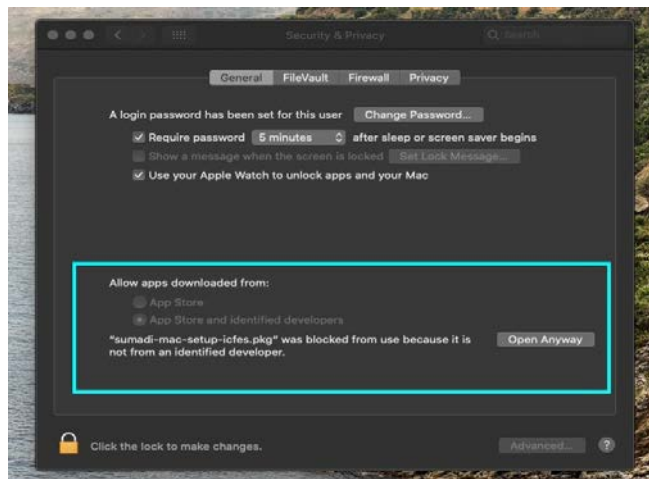 Security & Privacy
Search
General FileVault Firewall Privacy
A login password has been set for this user Change Password...
Require password 5 minutes after sleep or screen saver begins
Show a message when the screen is locked Set Lock Message...
Use your Apple Watch to unlock apps and your Mac
Allow apps downloaded from:
App Store
App Store and identified developers
“sumadi-mac-setup-icfes.pkg” was blocked from use because it is Open Anyway
not from an identified developer.
Click the lock to make changes. Advanced... ?